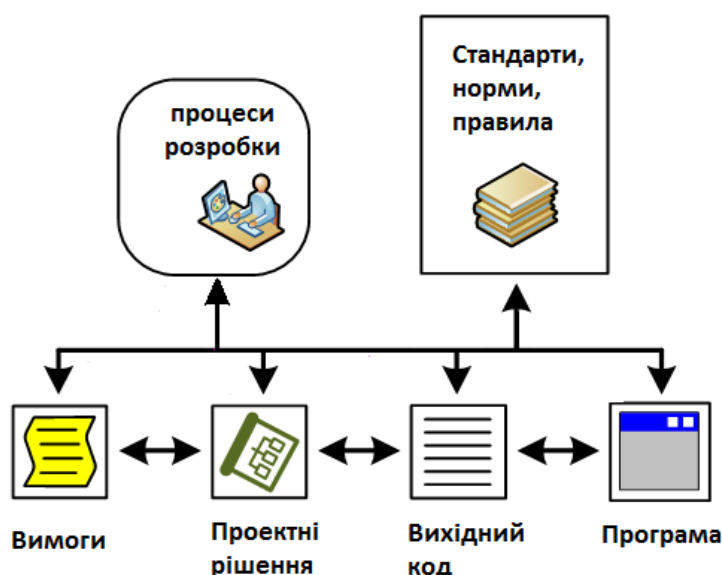 процеси
розробки
Стандарти,
норми,
правила
Вимоги
Проектні
рішення
Вихідний
код
Програма